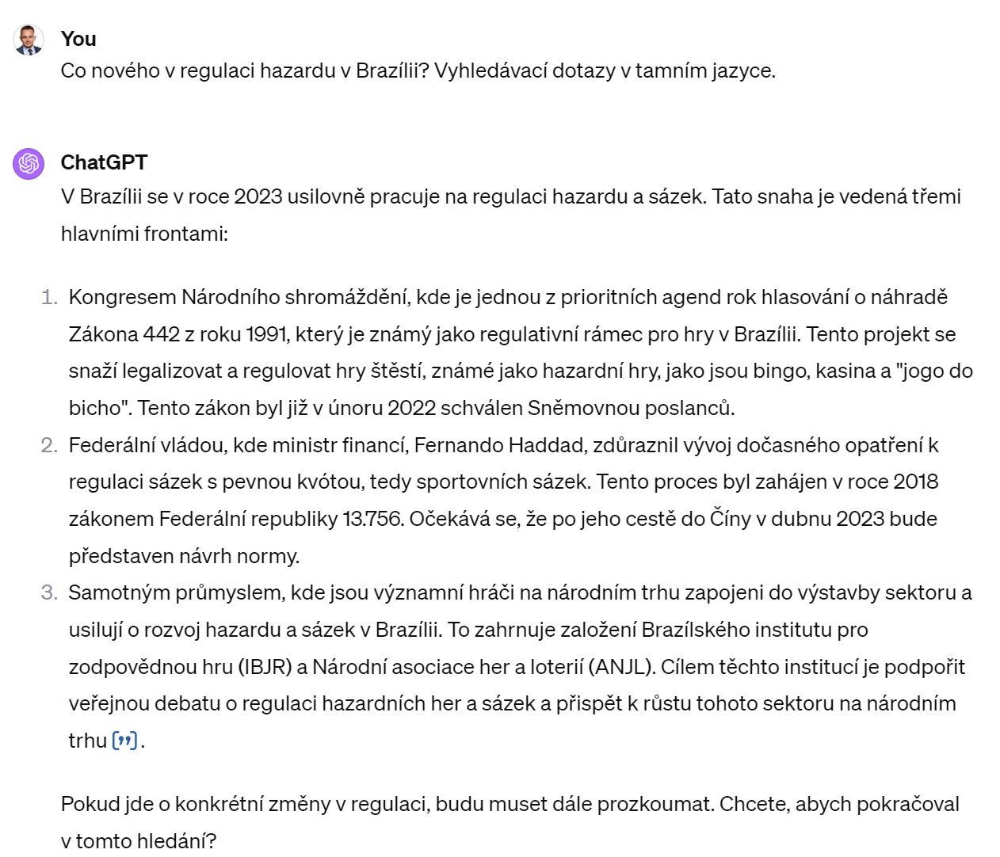 You
Co nového v regulaci hazardu v Brazílii? Vyhledávací dotazy v tamním jazyce.
ChatGPT
V Brazílii se v roce 2023 usilovně pracuje na regulaci hazardu a sázek. Tato snaha je vedená třemi
hlavními frontami:
1. Kongresem Národního shromáždění, kde je jednou z prioritních agend rok hlasování o náhradě
Zákona 442 z roku 1991, který je známý jako regulativní rámec pro hry v Brazílii. Tento projekt se
snaží legalizovat a regulovat hry štěstí, známé jako hazardní hry, jako jsou bingo, kasina a "jogo do
bicho". Tento zákon byl již v únoru 2022 schválen Sněmovnou poslanců.
2. Federální vládou, kde ministr financí, Fernando Haddad, zdůraznil vývoj dočasného opatření k
regulaci sázek s pevnou kvótou, tedy sportovních sázek. Tento proces byl zahájen v roce 2018
zákonem Federální republiky 13.756. Očekává se, že po jeho cestě do Číny v dubnu 2023 bude
představen návrh normy.
3. Samotným průmyslem, kde jsou významní hráči na národním trhu zapojeni do výstavby sektoru a
usilují o rozvoj hazardu a sázek v Brazílii. To zahrnuje založení Brazílského institutu pro
zodpovědnou hru (IBJR) a Národní asociace her a loterií (ANJL). Cílem těchto institucí je podpořit
veřejnou debatu o regulaci hazardních her a sázek a přispět k růstu tohoto sektoru na národním
trhu [”].
Pokud jde o konkrétní změny v regulaci, budu muset dále prozkoumat. Chcete, abych pokračoval
v tomto hledání?